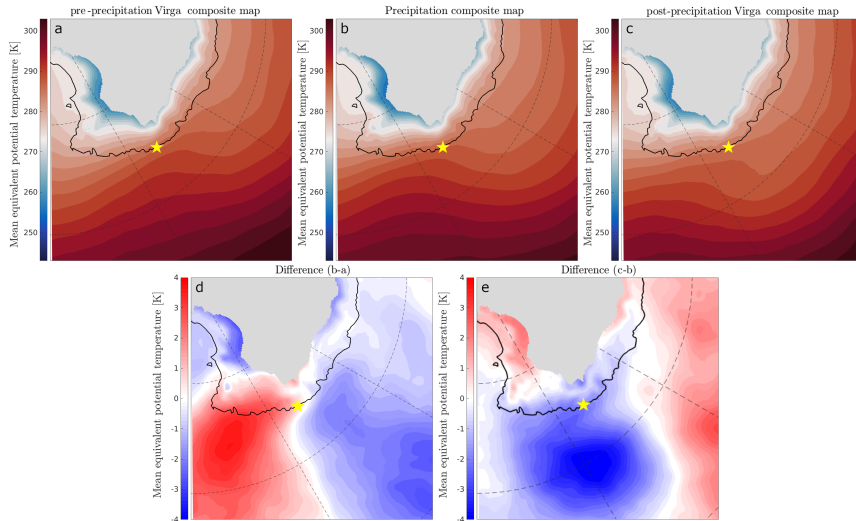 pre-precipitation Virga composite map
Precipitation composite map
post-precipitation Virga composite map
a
b
c
Mean equivalent potential temperature [K]
300
290
280
270
260
250
Mean equivalent potential temperature [K]
300
290
280
270
260
250
Mean equivalent potential temperature [K]
300
290
280
270
260
250
Difference (b-a)
Difference (c-b)
d
e
Mean equivalent potential temperature [K]
4
3
2
1
0
-1
-2
-3
-4
Mean equivalent potential temperature [K]
4
3
2
1
0
-1
-2
-3
-4